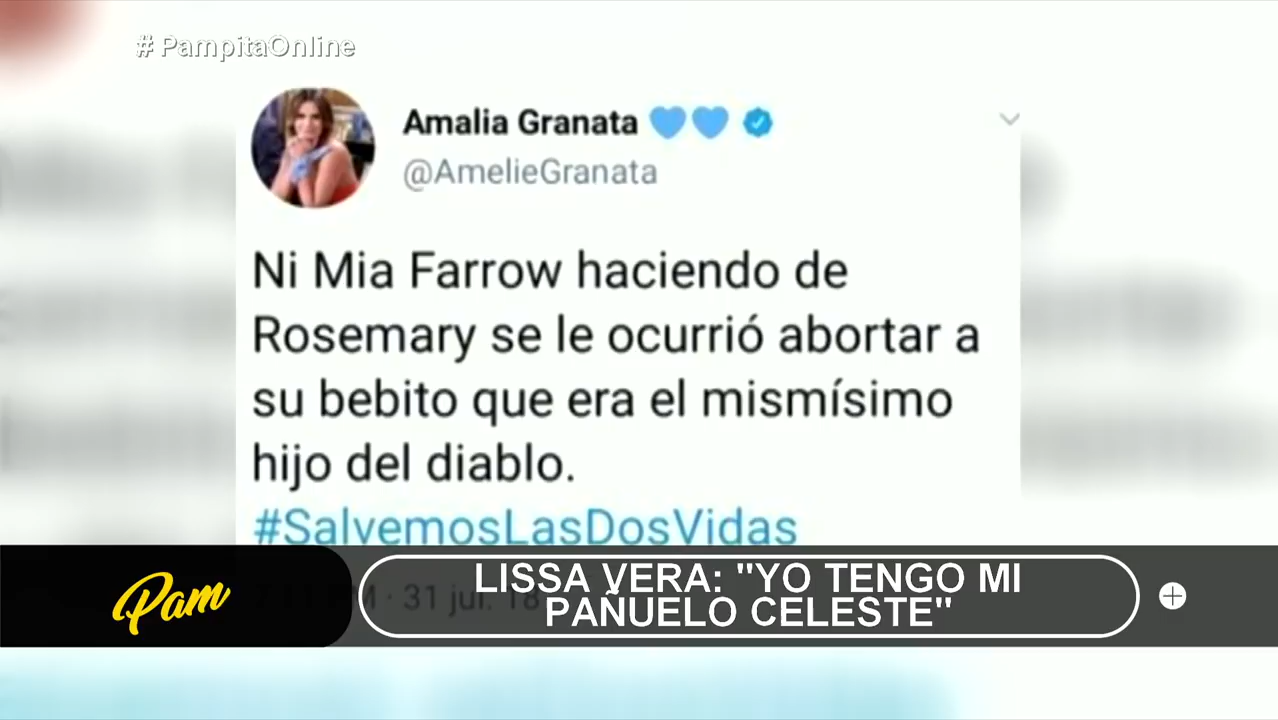 # PampitaOnline
Amalia Granata 💙💙
@AmelieGranata
Ni Mia Farrow haciendo de
Rosemary se le ocurrió abortar a
su bebito que era el mismísimo
hijo del diablo.
#SalvemosLasDosVidas
31 jul. 18
Pam
LISSA VERA: "YO TENGO MI
PAÑUELO CELESTE"